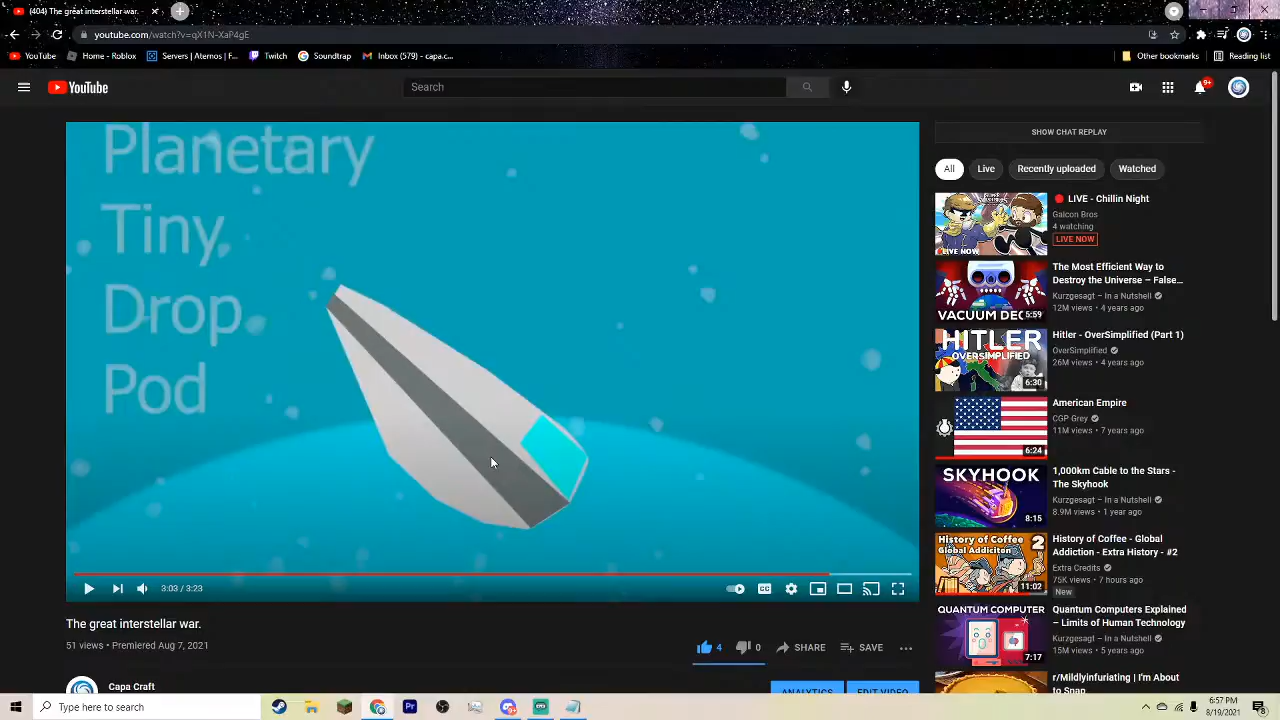 (404) The great interstellar war.
youtube.com/watch?v=qX1N-XaP4gE
YouTube
Home - Roblox
Servers | Aternos | F...
Twitch
Soundtrap
Inbox (579) - capa.c...
Other bookmarks
Reading list
YouTube
Search
9+
Planetary
Tiny
Drop
Pod
3:03 / 3:23
CC
The great interstellar war.
51 views • Premiered Aug 7, 2021
4
0
SHARE
SAVE
Capa Craft
ANALYTICS
EDIT VIDEO
SHOW CHAT REPLAY
All
Live
Recently uploaded
Watched
LIVE NOW
LIVE - Chillin Night
Galcon Bros
4 watching
LIVE NOW
VACUUM DEC
5:59
The Most Efficient Way to
Destroy the Universe – False...
Kurzgesagt – In a Nutshell
12M views • 4 years ago
HITLER
OVERSIMPLIFIED
6:30
Hitler - OverSimplified (Part 1)
OverSimplified
26M views • 4 years ago
6:24
American Empire
CGP Grey
11M views • 7 years ago
SKYHOOK
8:15
1,000km Cable to the Stars -
The Skyhook
Kurzgesagt – In a Nutshell
8.9M views • 1 year ago
History of Coffee 2
Global Addiciton
11:02
History of Coffee - Global
Addiction - Extra History - #2
Extra Credits
75K views • 7 hours ago
New
QUANTUM COMPUTER
7:17
Quantum Computers Explained
– Limits of Human Technology
Kurzgesagt – In a Nutshell
15M views • 5 years ago
r/Mildlyinfuriating | I'm About
to Snap
Type here to search
Pr
6:57 PM
8/19/2021